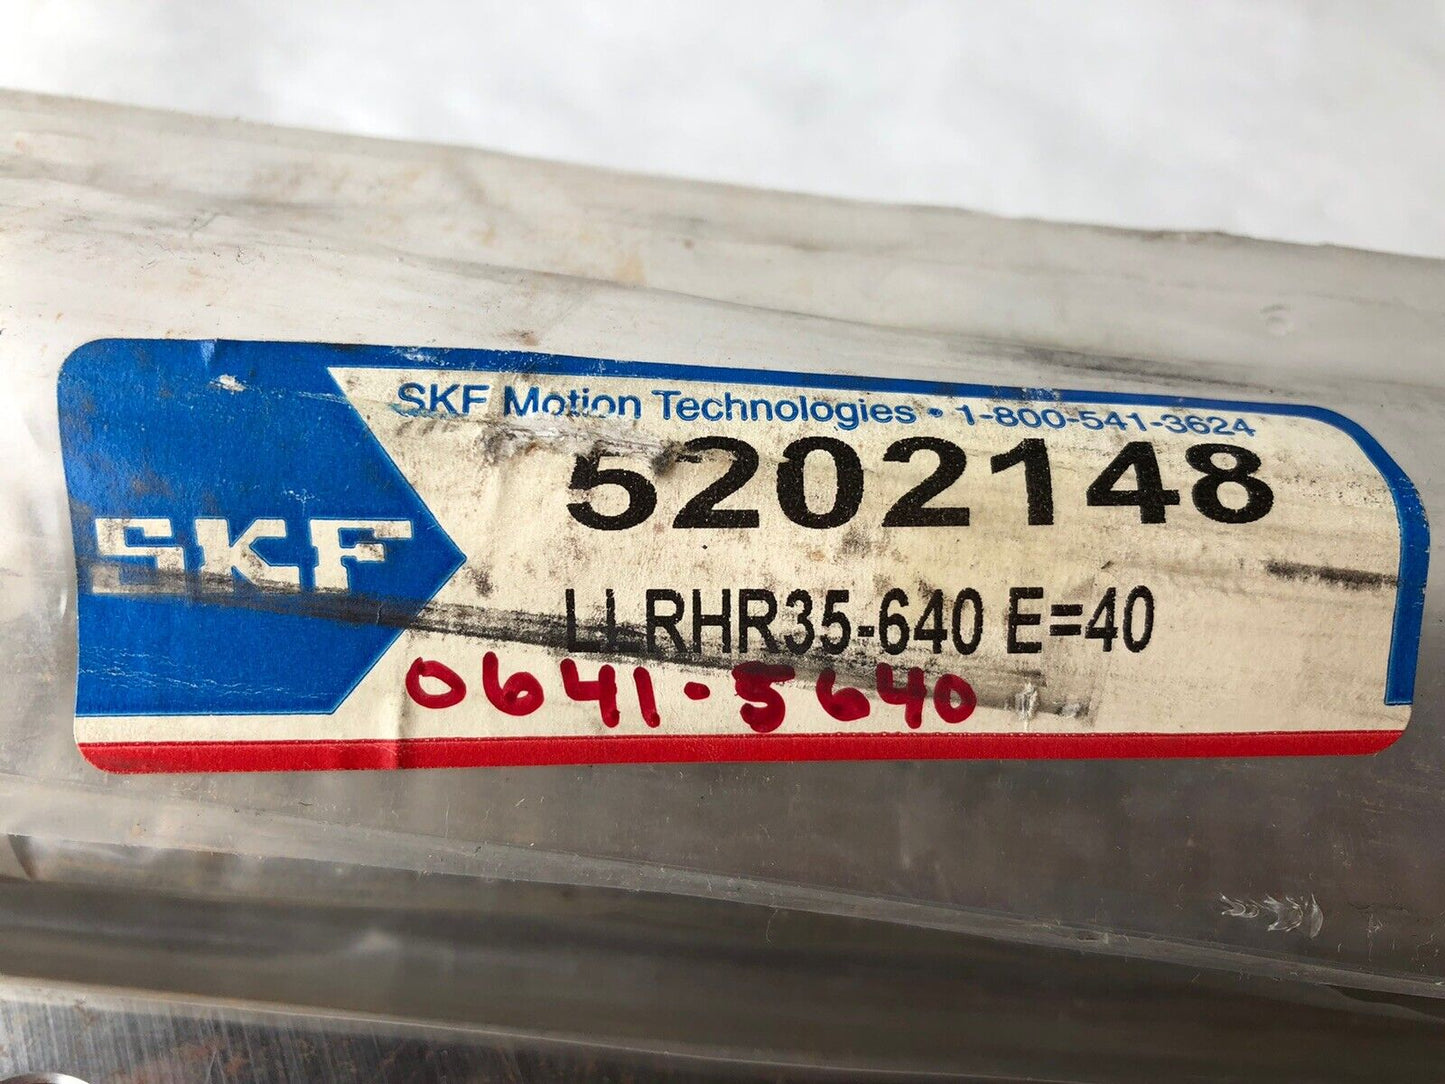 SKF Motion Technologies • 1-800-541-3624
5202148
SKF
LLRHR35-640 E=40
0641-5640